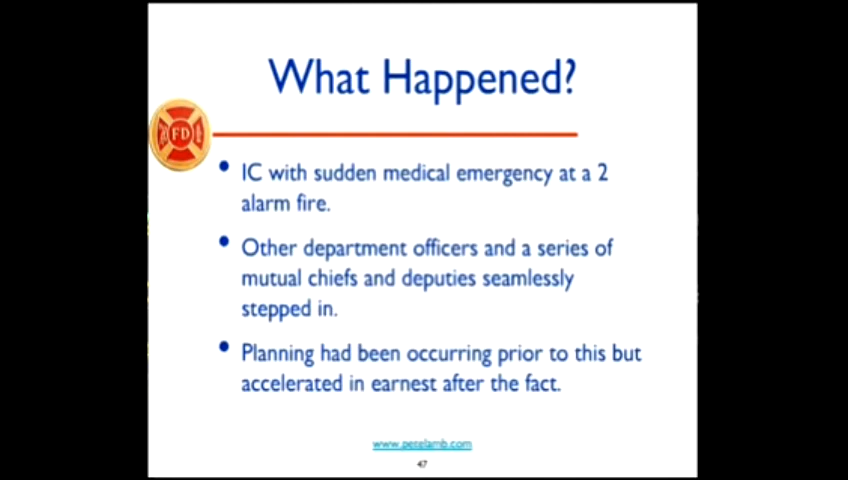 What Happened?
FD
• IC with sudden medical emergency at a 2
alarm fire.
• Other department officers and a series of
mutual chiefs and deputies seamlessly
stepped in.
• Planning had been occurring prior to this but
accelerated in earnest after the fact.
www.petelamb.com
47